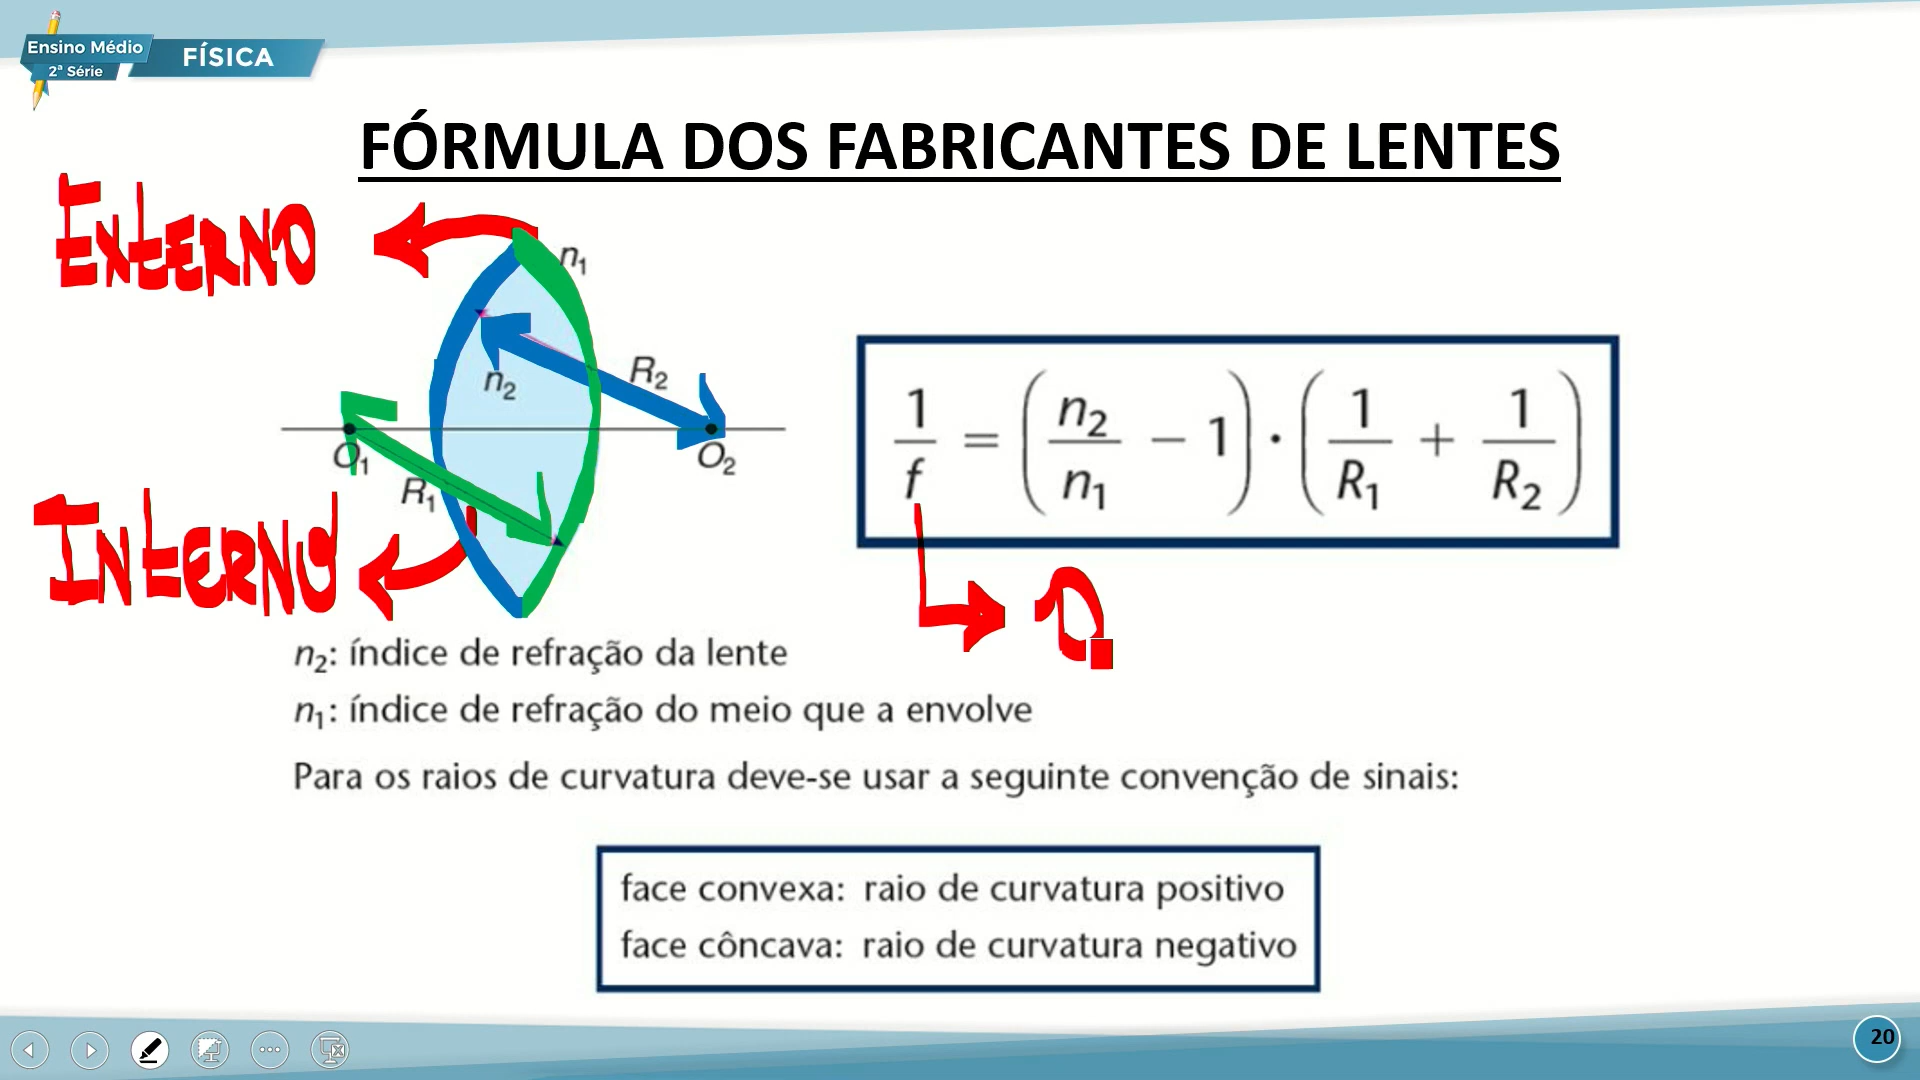 Ensino Médio
2ª Série
FÍSICA
FÓRMULA DOS FABRICANTES DE LENTES
EXTERNO
n₁
R₂
n₂
O₁
O₂
R₁
INTERNO
1/f = (n₂/n₁ − 1) · (1/R₁ + 1/R₂)
n₂: índice de refração da lente
n₁: índice de refração do meio que a envolve
Para os raios de curvatura deve-se usar a seguinte convenção de sinais:
face convexa: raio de curvatura positivo
face côncava: raio de curvatura negativo
20